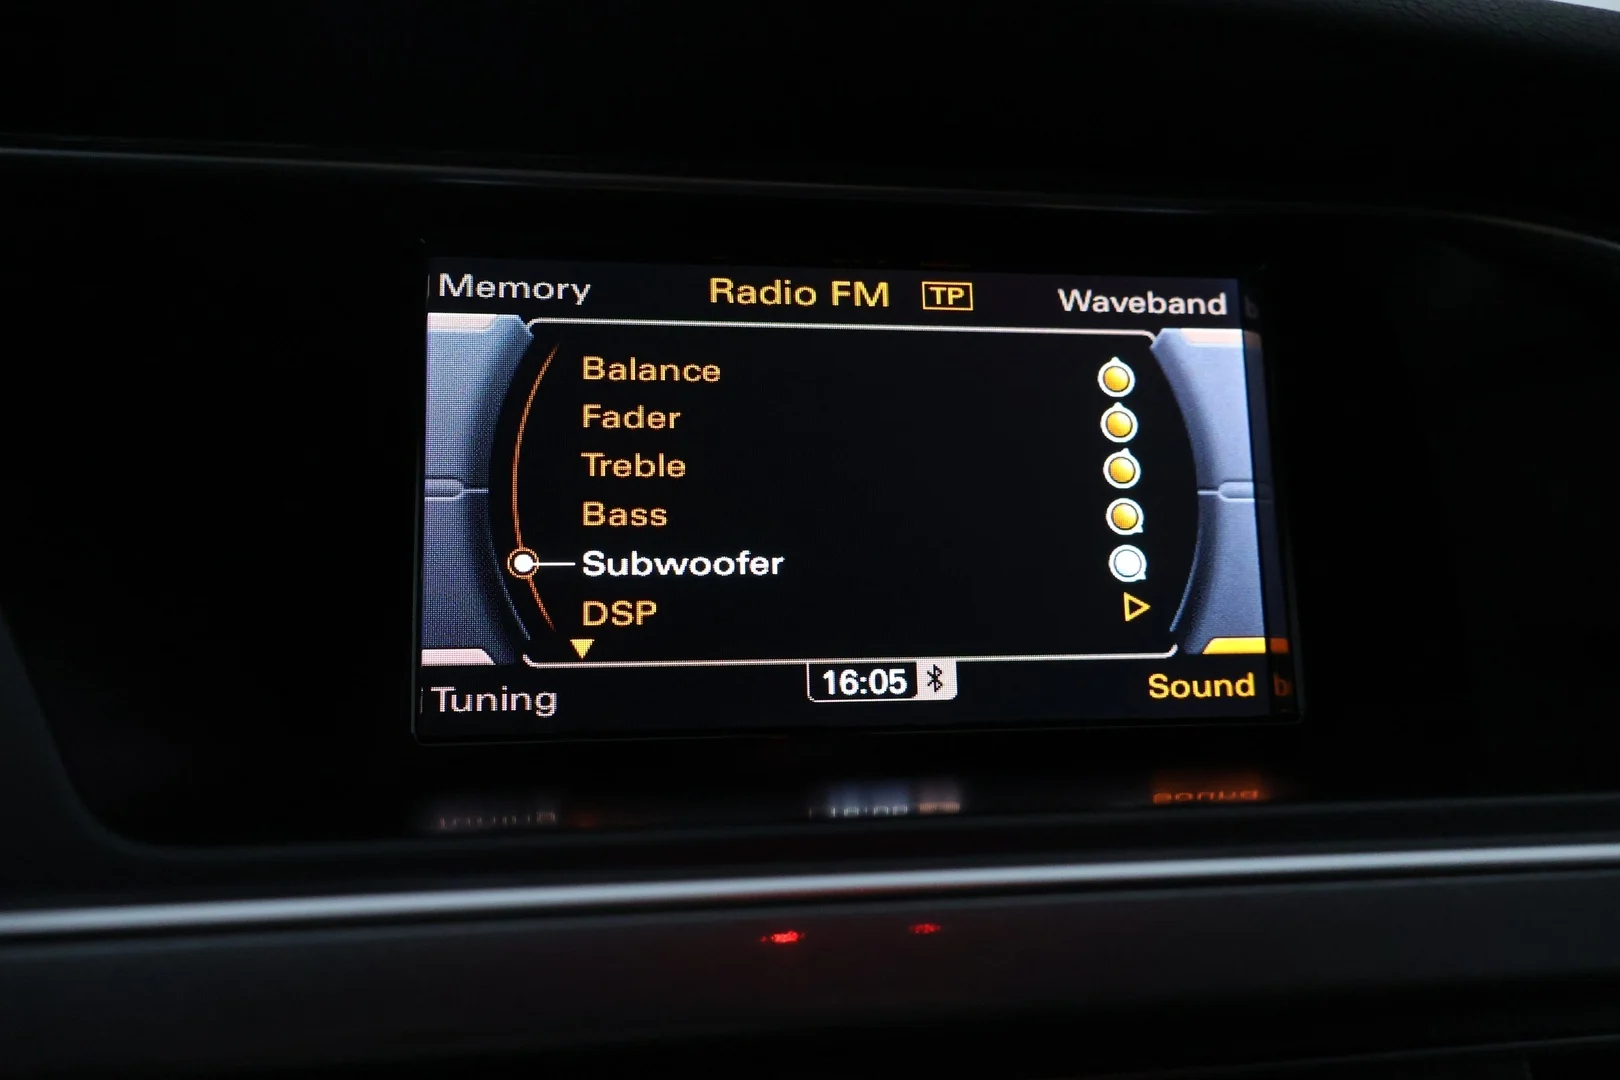 Memory
Radio FM TP
Waveband
Balance
Fader
Treble
Bass
Subwoofer
DSP
Tuning
16:05
Sound